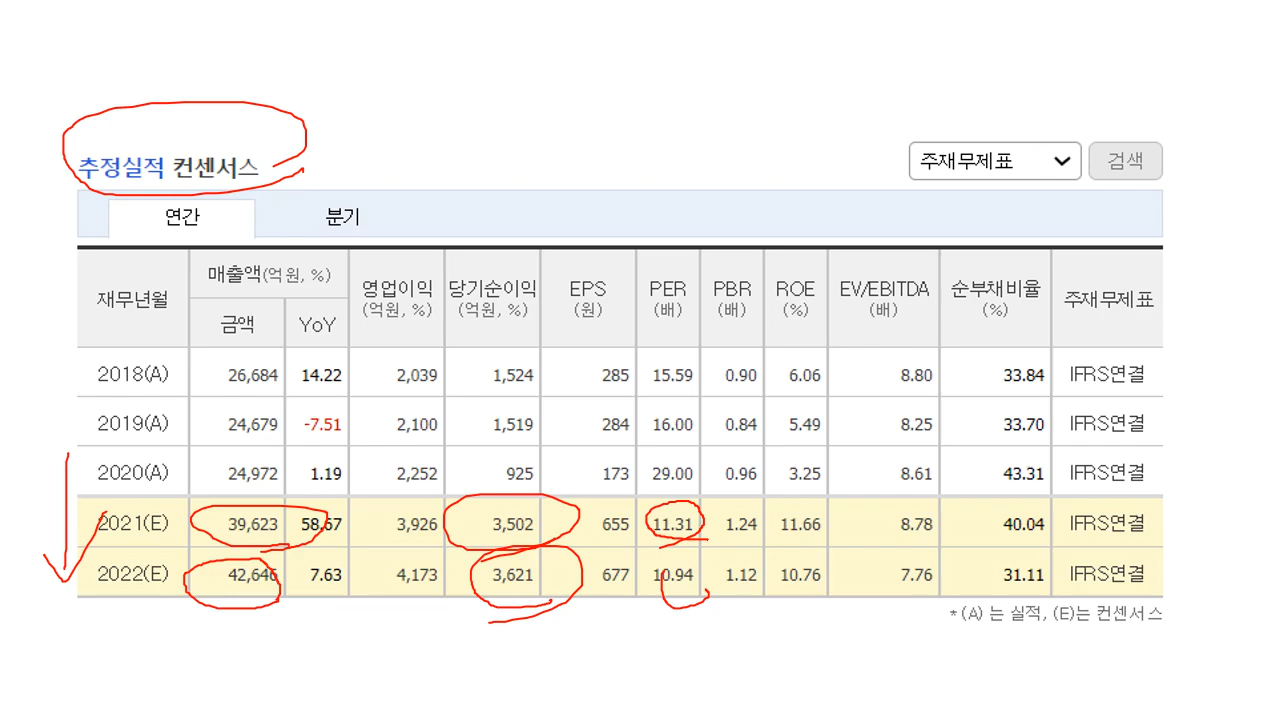 추정실적 컨센서스
주재무제표 검색
연간 분기
재무년월 매출액(억원, %) 영업이익 (억원, %) 당기순이익 (억원, %) EPS (원) PER (배) PBR (배) ROE (%) EV/EBITDA (배) 순부채비율 (%) 주재무제표
금액 YoY
2018(A) 26,684 14.22 2,039 1,524 285 15.59 0.90 6.06 8.80 33.84 IFRS연결
2019(A) 24,679 -7.51 2,100 1,519 284 16.00 0.84 5.49 8.25 33.70 IFRS연결
2020(A) 24,972 1.19 2,252 925 173 29.00 0.96 3.25 8.61 43.31 IFRS연결
2021(E) 39,623 58.67 3,926 3,502 655 11.31 1.24 11.66 8.78 40.04 IFRS연결
2022(E) 42,646 7.63 4,173 3,621 677 10.94 1.12 10.76 7.76 31.11 IFRS연결
* (A) 는 실적, (E)는 컨센서스